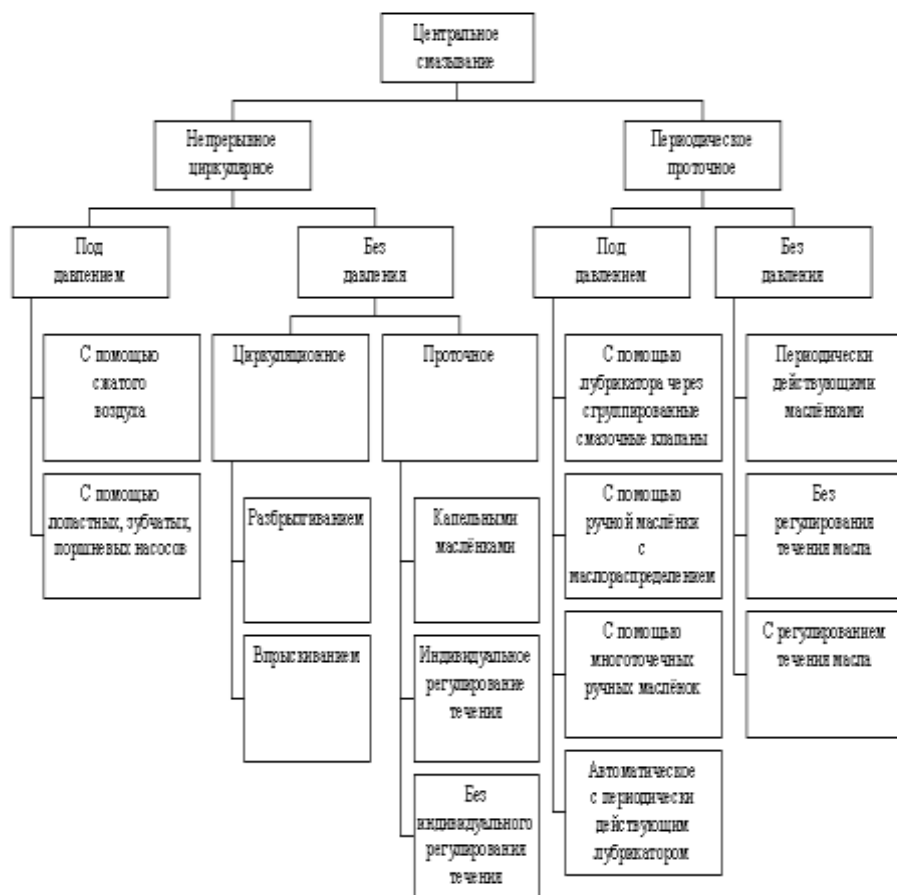 Центральное
смазывание
Непрерывное
циркулярное
Периодическое
проточное
Под
давлением
Без
давления
Под
давлением
Без
давления
С помощью
сжатого
воздуха
Циркуляционное
Проточное
С помощью
лубрикатора через
сгруппированные
смазочные клапаны
Периодически
действующими
маслёнками
С помощью
лопастных, зубчатых,
поршневых насосов
Разбрызгиванием
Капельными
маслёнками
С помощью
ручной маслёнки
с
маслораспределением
Без
регулирования
течения масла
Впрыскиванием
Индивидуальное
регулирование
течения
С помощью
многоточечных
ручных маслёнок
С регулированием
течения масла
Без
индивидуального
регулирования
течения
Автоматическое
с периодически
действующим
лубрикатором